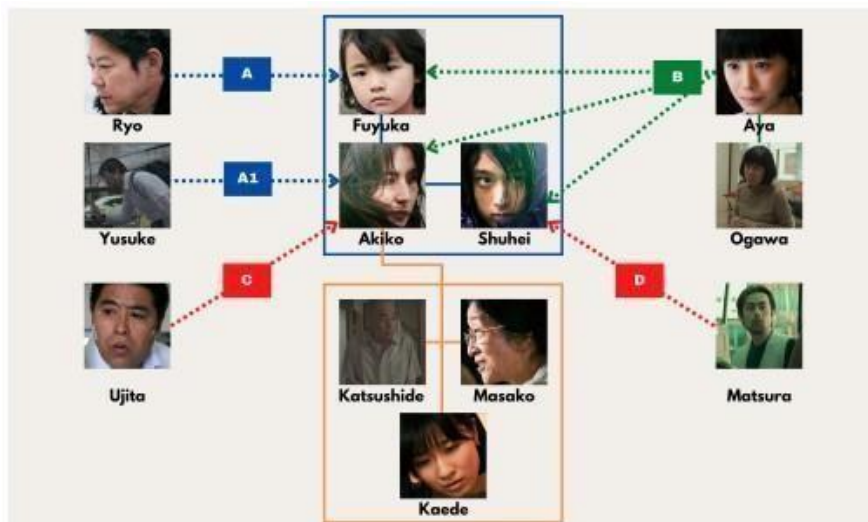 A
B
Ryo
Fuyuka
Aya
A1
Yusuke
Akiko
Shuhei
Ogawa
C
D
Ujita
Katsushide
Masako
Matsura
Kaede